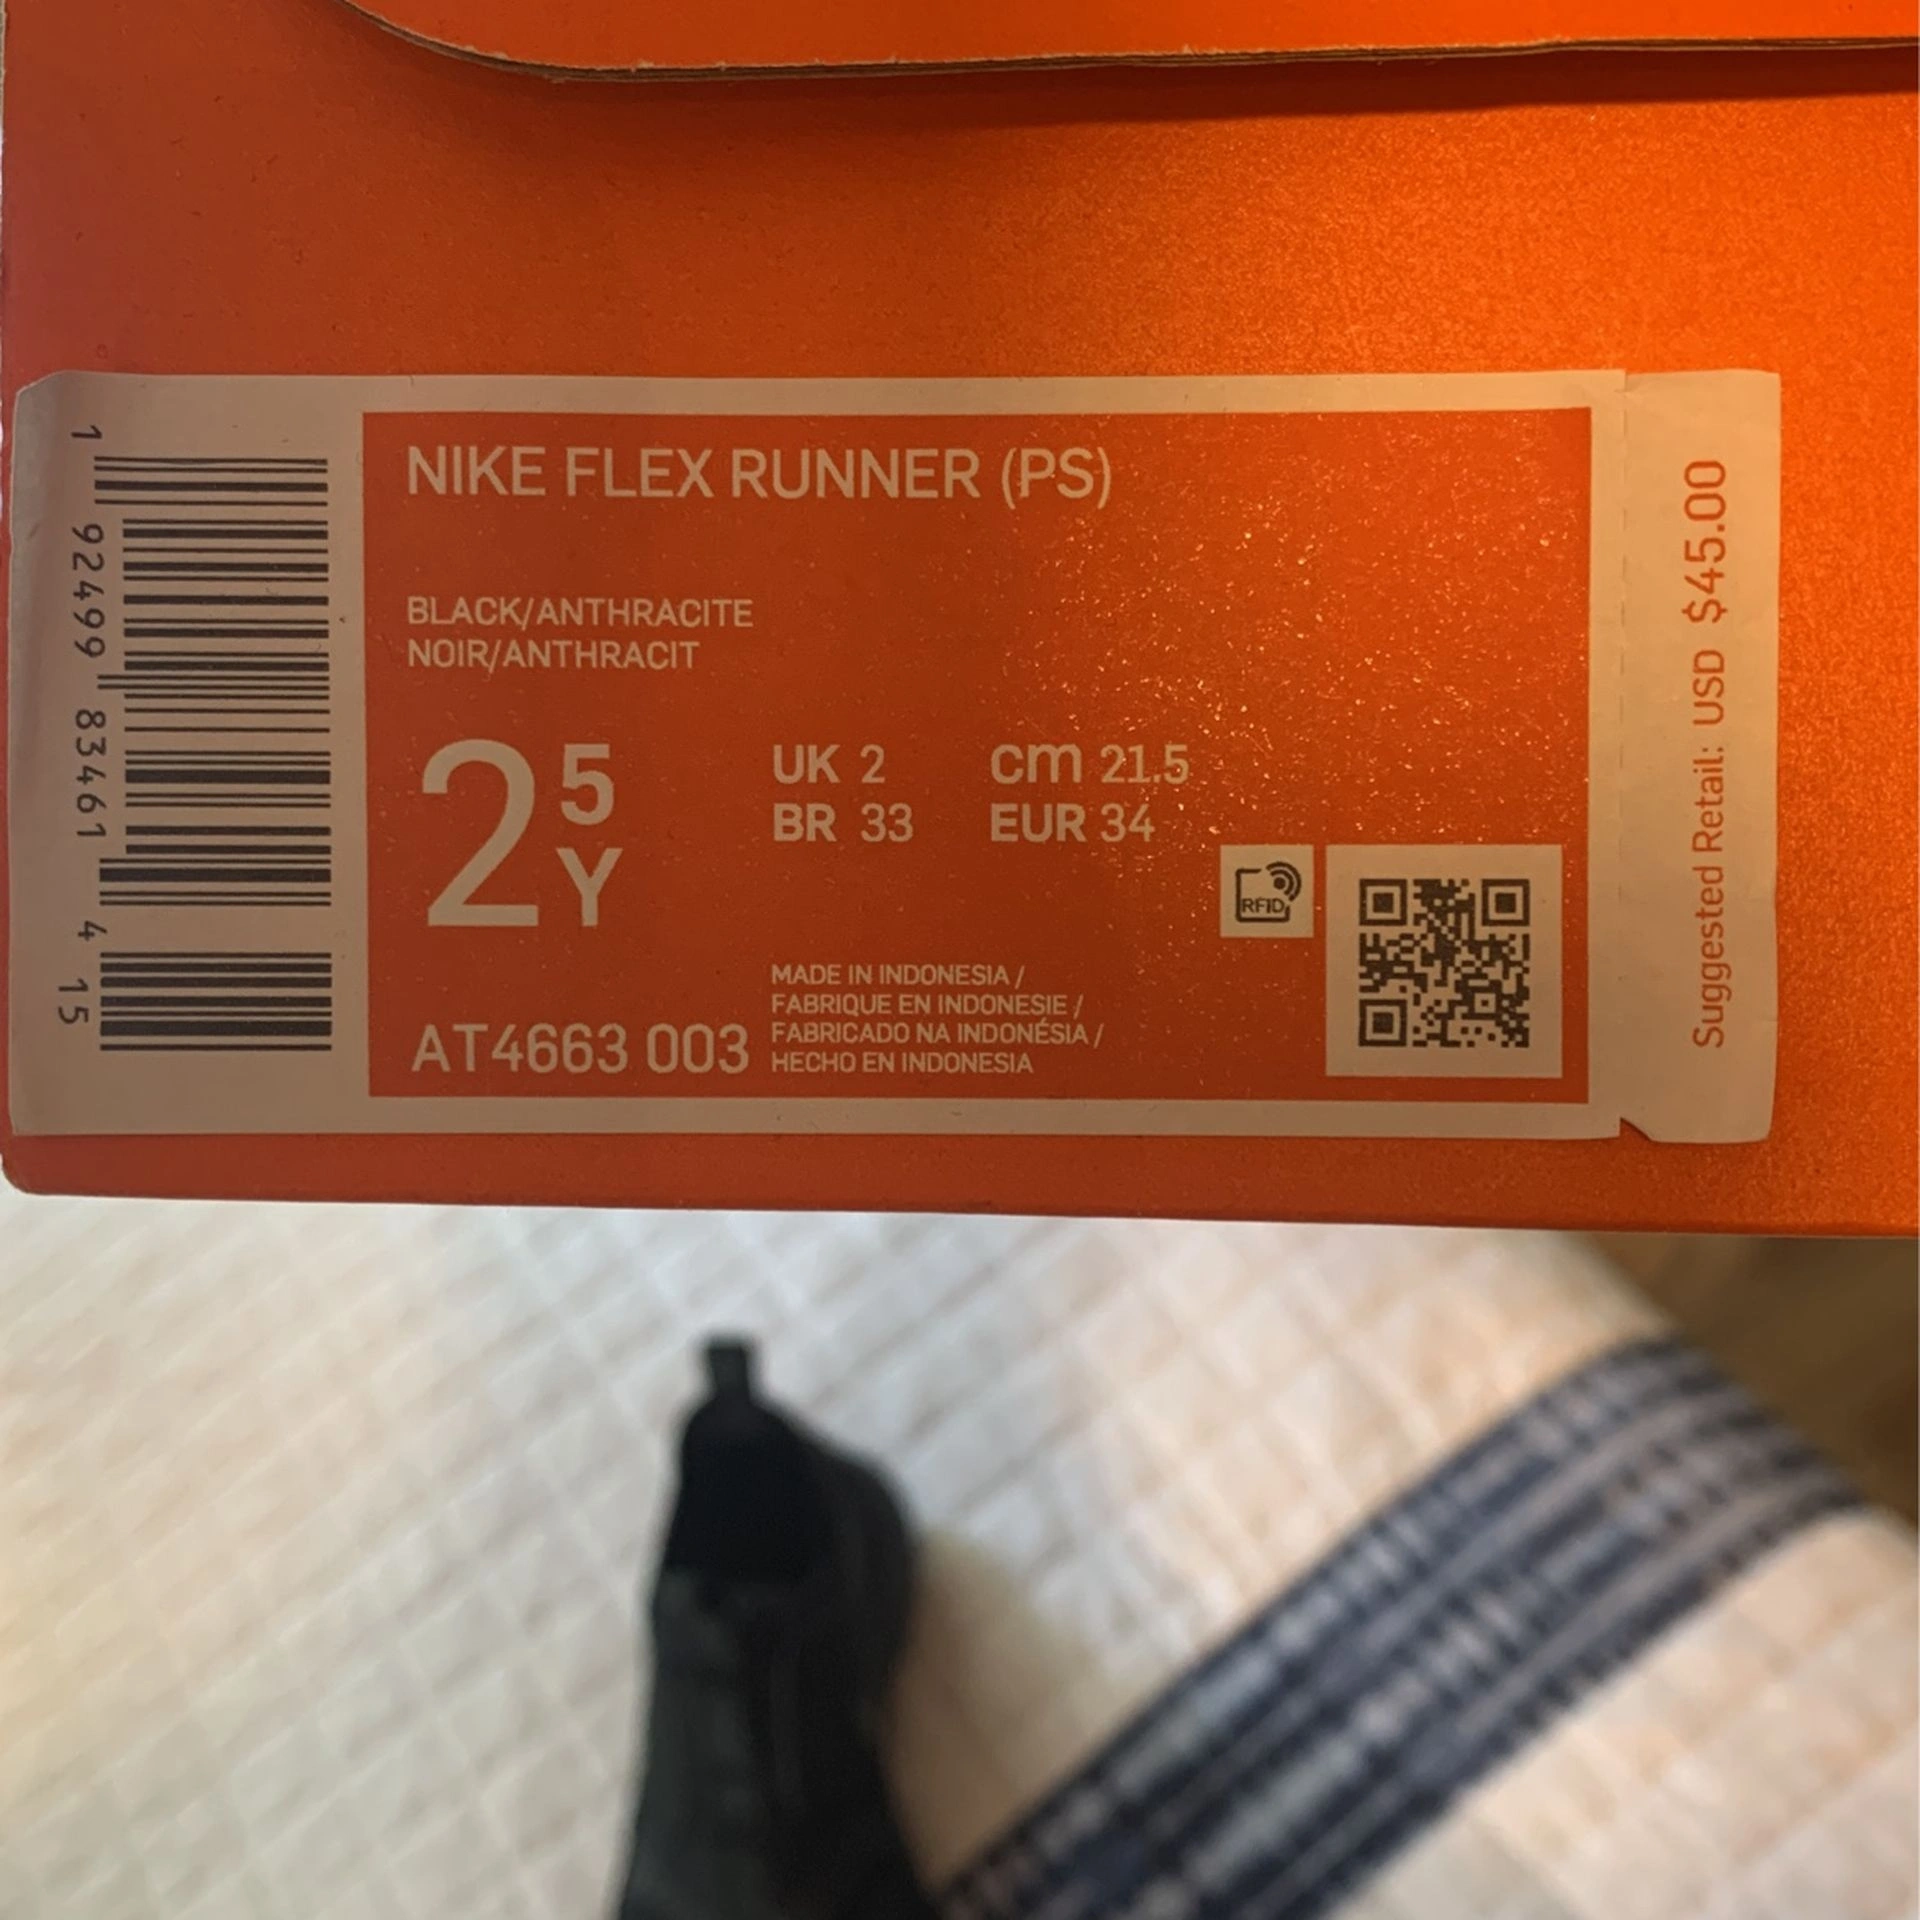 NIKE FLEX RUNNER (PS)
BLACK/ANTHRACITE
NOIR/ANTHRACIT
2 5 Y
UK 2 cm 21.5
BR 33 EUR 34
RFID
MADE IN INDONESIA /
FABRIQUE EN INDONESIE /
FABRICADO NA INDONÉSIA /
HECHO EN INDONESIA
AT4663 003
1 92499 83461 4 15
Suggested Retail: USD $45.00